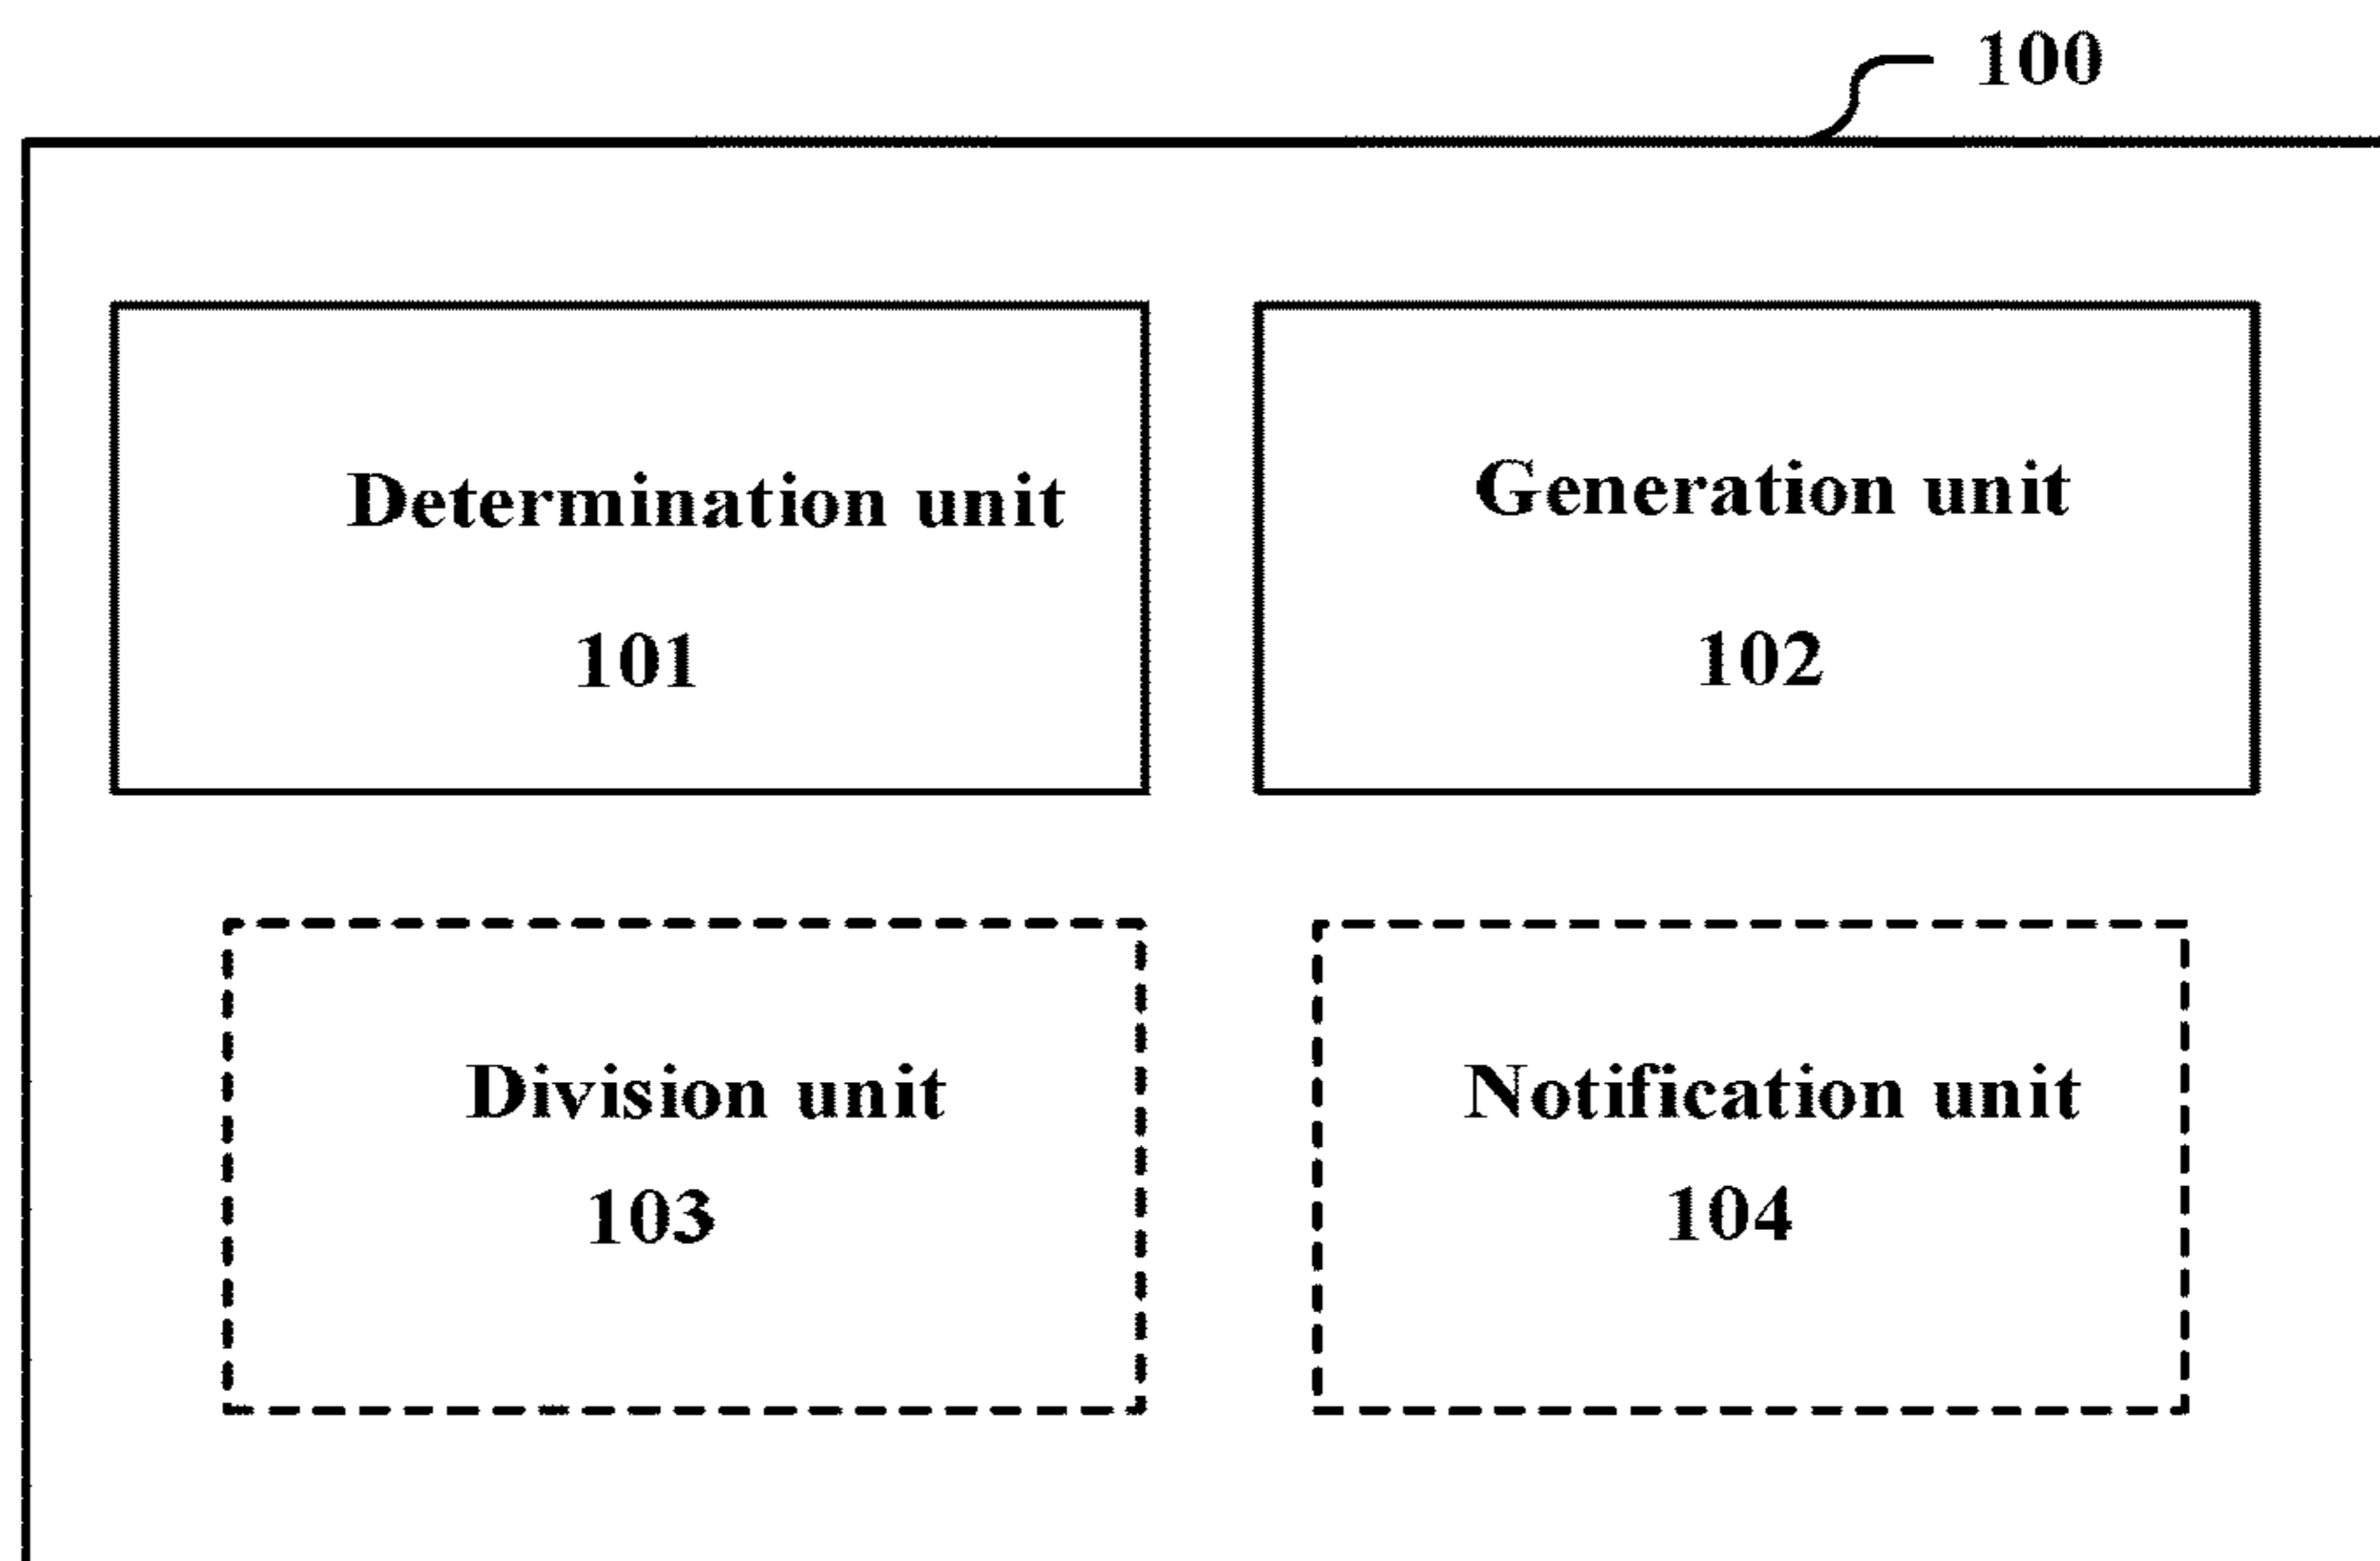 100
Determination unit
101
Generation unit
102
Division unit
103
Notification unit
104